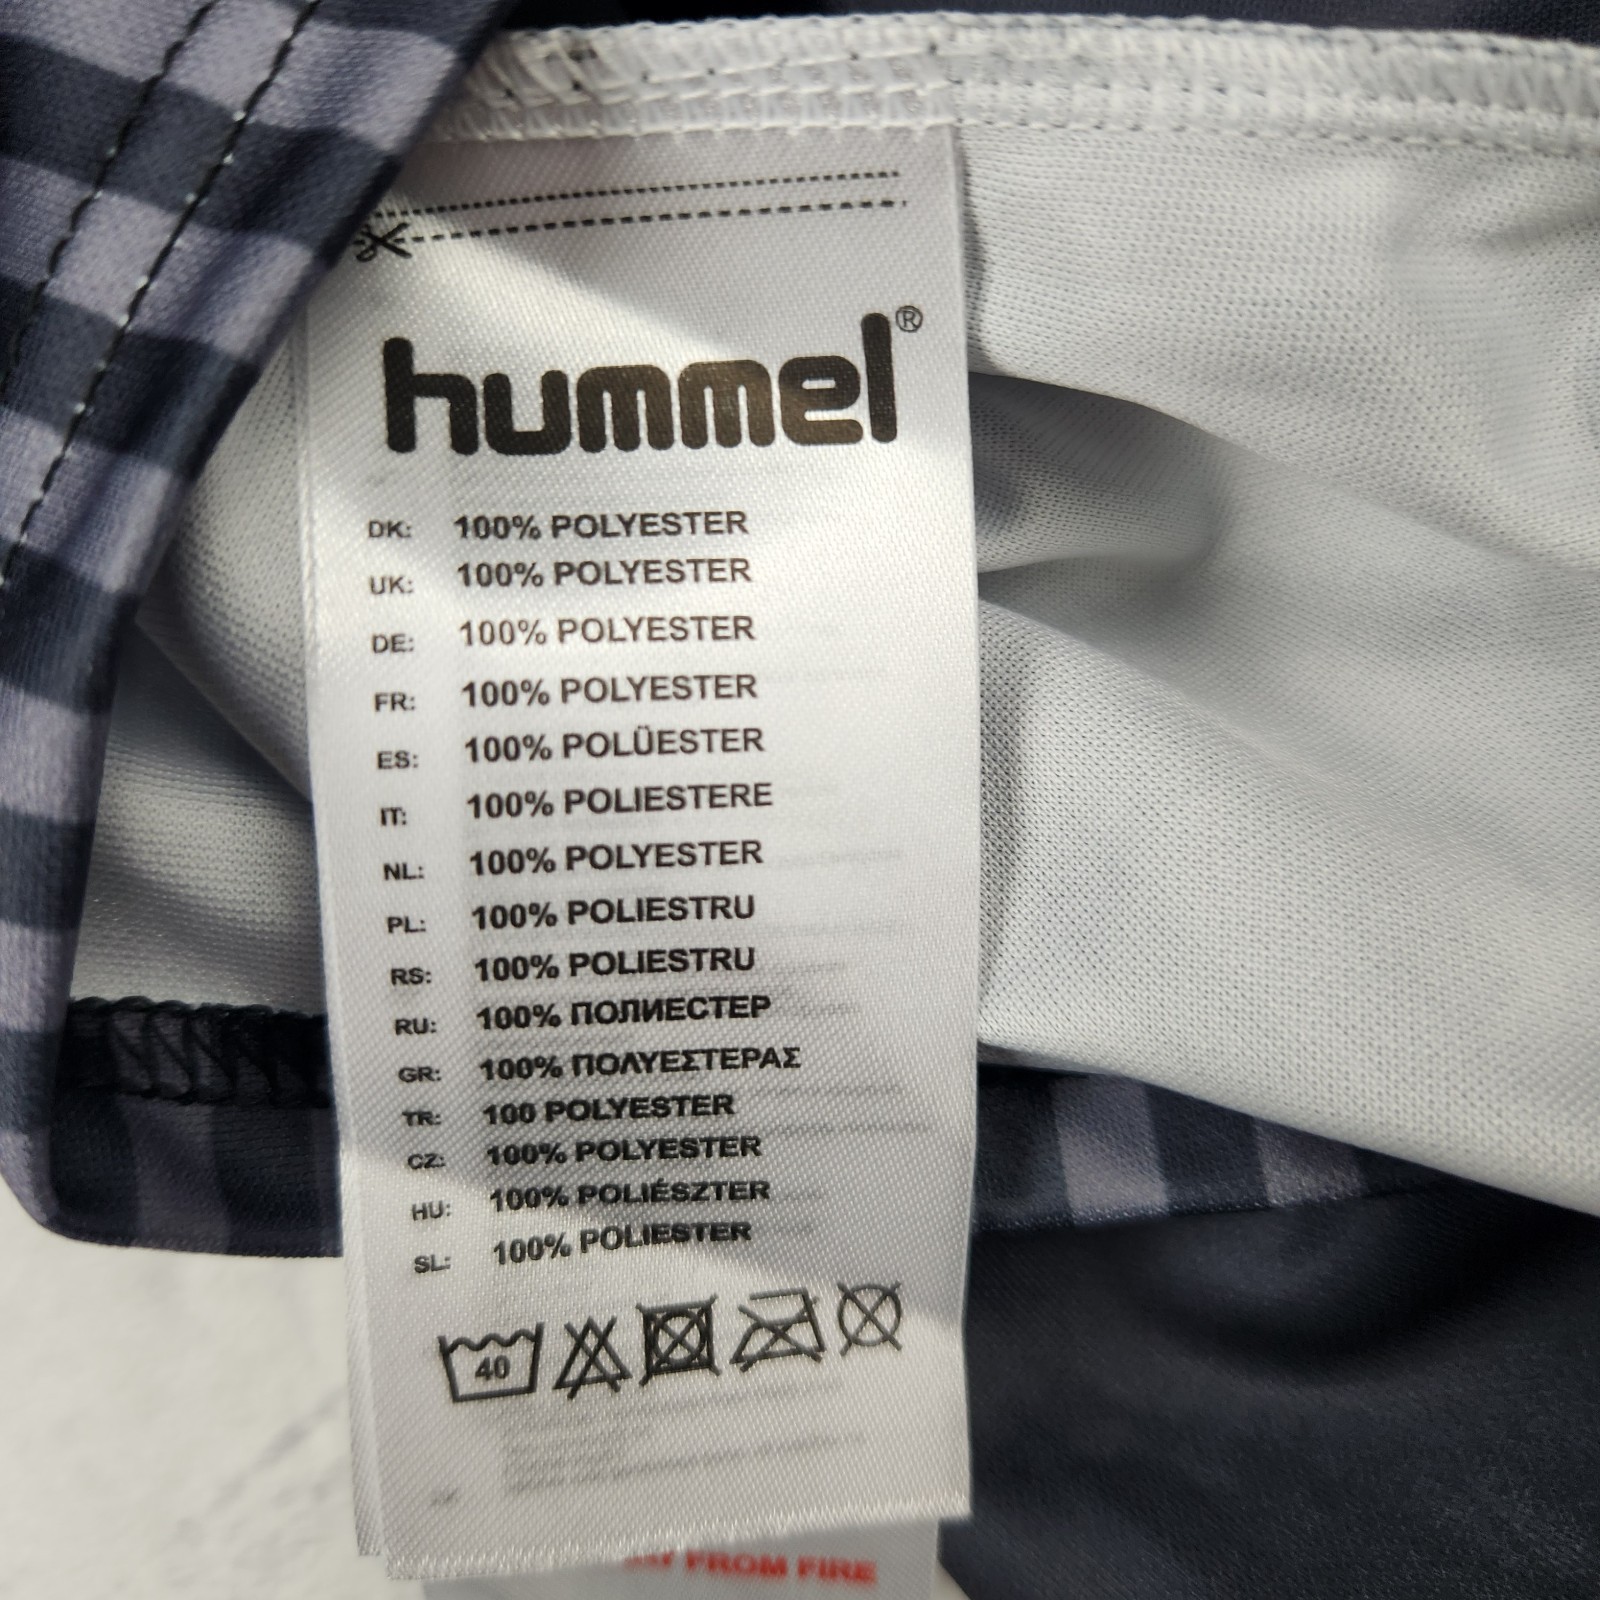 hummel®
DK: 100% POLYESTER
UK: 100% POLYESTER
DE: 100% POLYESTER
FR: 100% POLYESTER
ES: 100% POLÜESTER
IT: 100% POLIESTERE
NL: 100% POLYESTER
PL: 100% POLIESTRU
RS: 100% POLIESTRU
RU: 100% ПОЛИЕСТЕР
GR: 100% ΠΟΛΥΕΣΤΕΡΑΣ
TR: 100 POLYESTER
CZ: 100% POLYESTER
HU: 100% POLIÉSZTER
SL: 100% POLIESTER
40
FROM FIRE